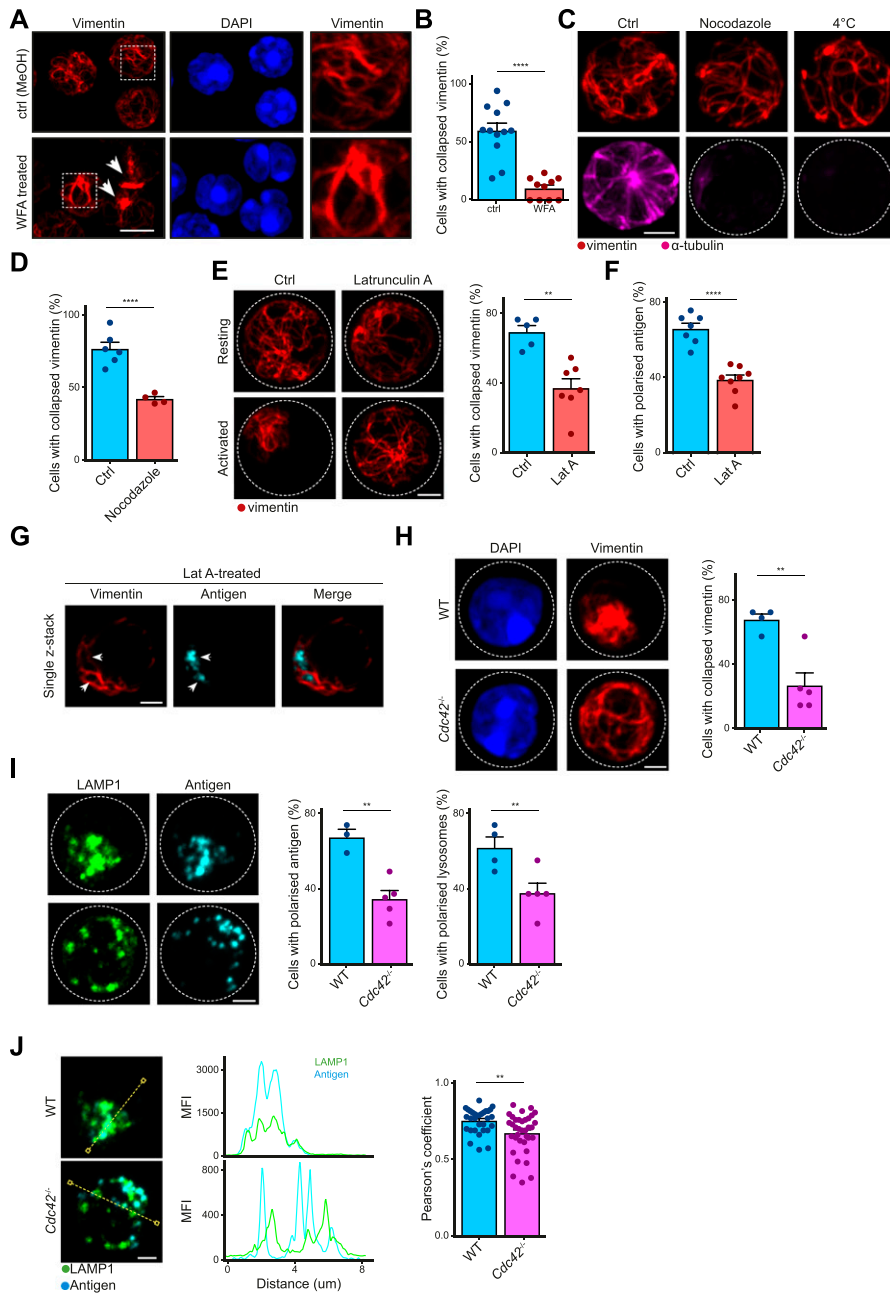 A
Vimentin
DAPI
Vimentin
ctrl (MeOH)
WFA treated
B
Cells with collapsed vimentin (%)
100
50
0
****
ctrl
WFA
C
Ctrl
Nocodazole
4°C
vimentin
α-tubulin
D
Cells with collapsed vimentin (%)
100
50
0
****
Ctrl
Nocodazole
E
Ctrl
Latrunculin A
Resting
Activated
vimentin
Cells with collapsed vimentin (%)
80
40
0
**
Ctrl
Lat A
F
Cells with polarised antigen (%)
80
40
0
****
Ctrl
Lat A
G
Lat A-treated
Vimentin
Antigen
Merge
Single z-stack
H
DAPI
Vimentin
WT
Cdc42-/-
Cells with collapsed vimentin (%)
80
40
0
**
WT
Cdc42-/-
I
LAMP1
Antigen
Cells with polarised antigen (%)
80
40
0
**
WT
Cdc42-/-
Cells with polarised lysosomes (%)
80
40
0
**
WT
Cdc42-/-
J
WT
Cdc42-/-
LAMP1
Antigen
MFI
3000
1500
0
LAMP1
Antigen
MFI
800
400
0
0
4
8
Distance (um)
Pearson's coefficient
1.0
0.5
0.0
**
WT
Cdc42-/-